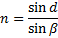 n = sin d / sin β